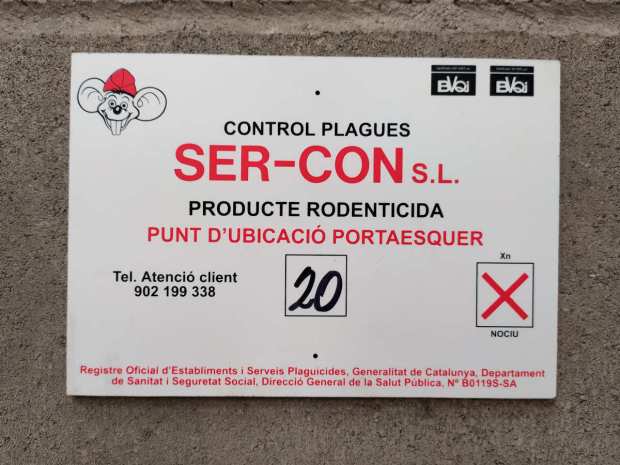 BVQi BVQi
CONTROL PLAGUES
SER-CON S.L.
PRODUCTE RODENTICIDA
PUNT D'UBICACIÓ PORTAESQUER
Tel. Atenció client
902 199 338
20
Xn
NOCIU
Registre Oficial d'Establiments i Serveis Plaguicides, Generalitat de Catalunya, Departament
de Sanitat i Seguretat Social, Direcció General de la Salut Pública, Nº B0119S-SA